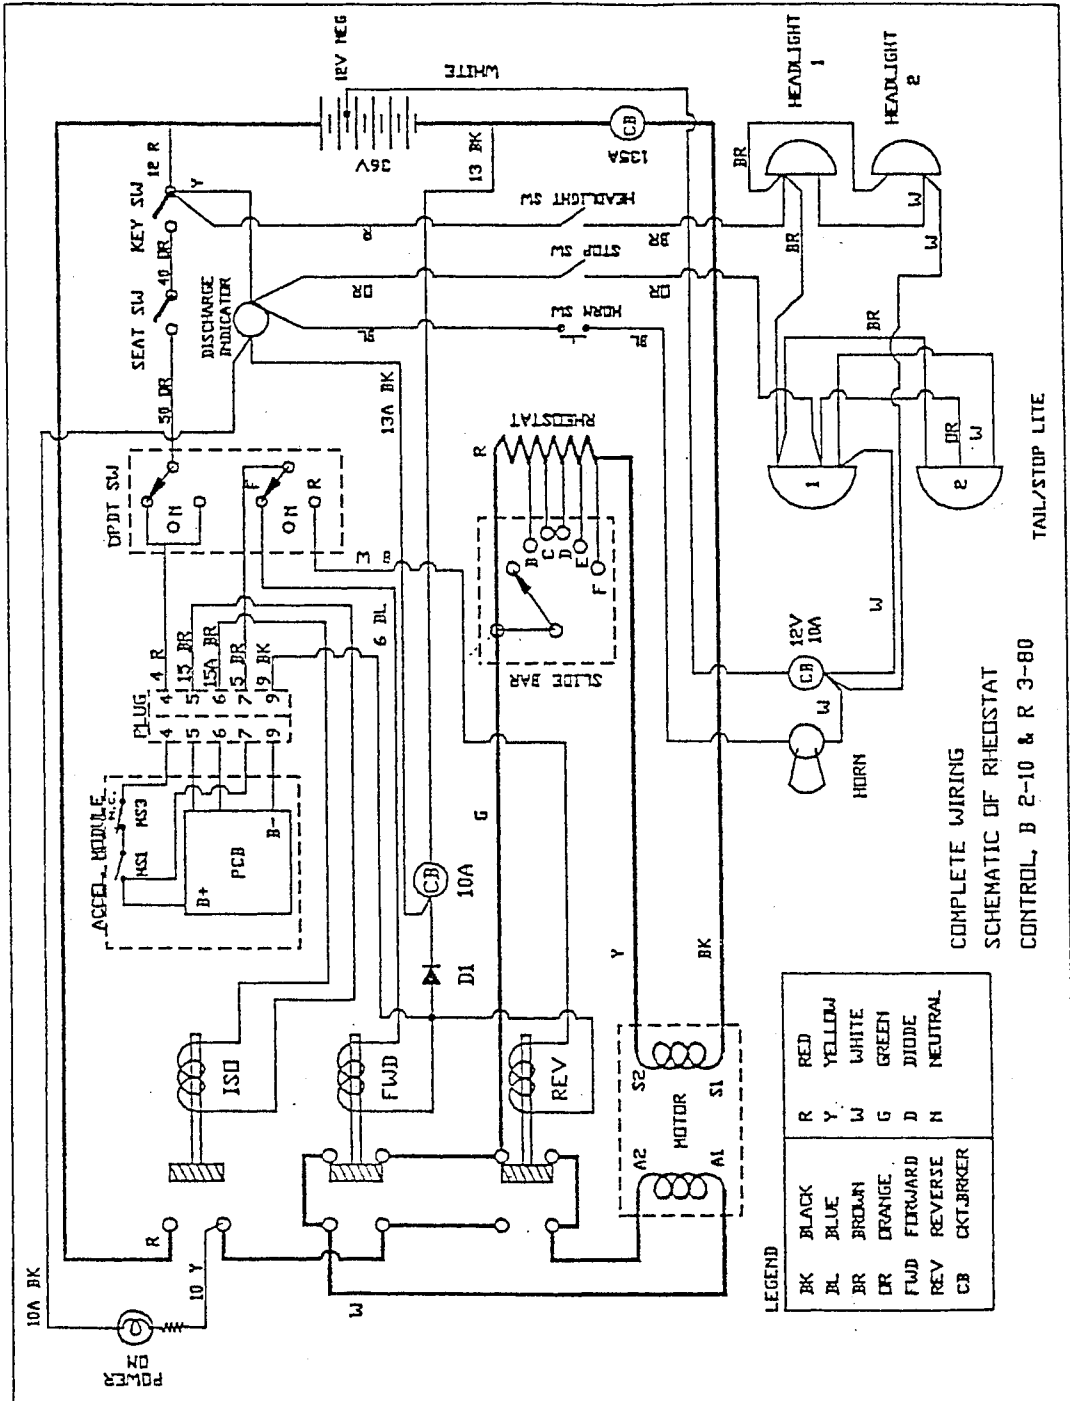 POWER
ON
10A BK
10 Y
R
W
ISO
FWD
REV
ACCEL MODULE
N.C.
MS1
MS3
B+
PCB
B-
PLUG
4
5
6
7
9
4
5
6
7
9
4 R
15 BR
15A BR
5 BR
9 BK
6 BL
DPDT SW
N
F
N
R
50 OR
SEAT SW
40 OR
KEY SW
12 R
Y
DISCHARGE
INDICATOR
13A BK
13 BK
36V
12V NEG
WHITE
CB
135A
R
HEADLIGHT SW
BR
OR
STOP SW
OR
BL
HORN SW
BL
D1
CB
10A
G
SLIDE BAR
B
C
D
E
F
R
RHEOSTAT
Y
BK
MOTOR
A2
A1
S2
S1
HEADLIGHT
1
HEADLIGHT
2
BR
BR
W
W
BR
1
2
OR
W
TAIL/STOP LITE
W
CB
12V
10A
W
HORN
COMPLETE WIRING
SCHEMATIC OF RHEOSTAT
CONTROL, B 2-10 & R 3-80
LEGEND
BK BLACK R RED
BL BLUE Y YELLOW
BR BROWN W WHITE
OR ORANGE G GREEN
FWD FORWARD D DIODE
REV REVERSE N NEUTRAL
CB CKT.BRKER